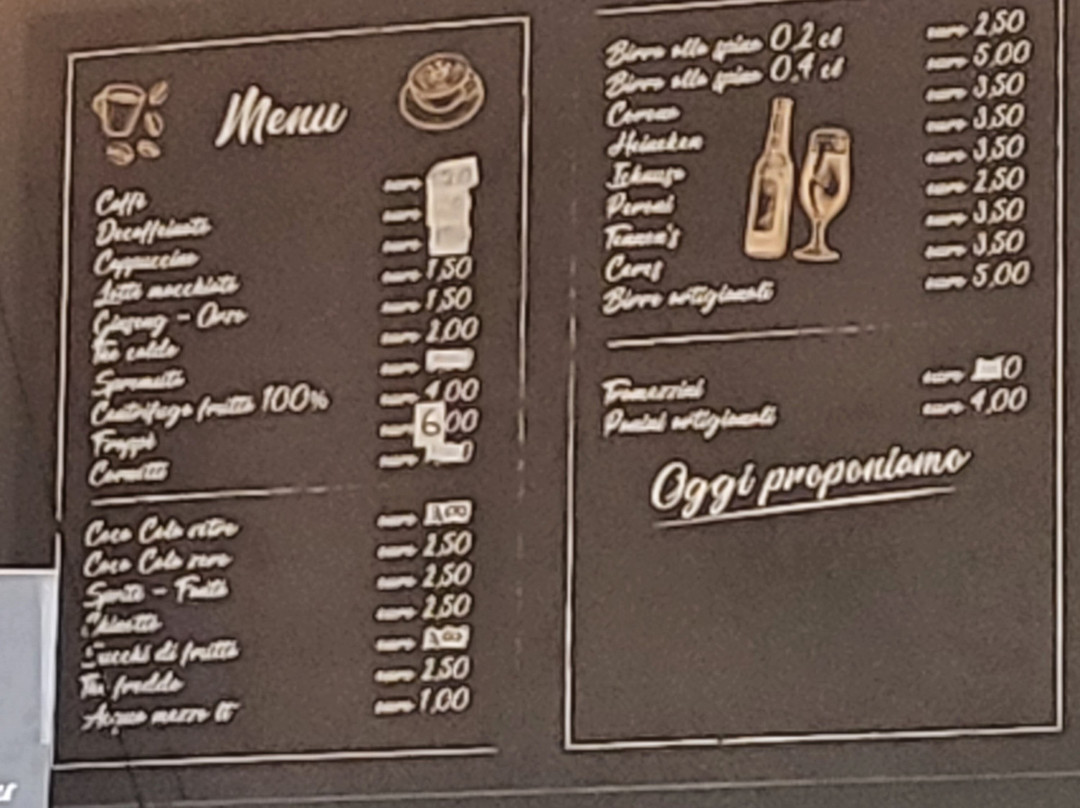 Menu
Caffè euro
Decaffeinato euro
Cappuccino euro
Latte macchiato euro 1,50
Ginseng - Orzo euro 1,50
The caldo euro 2,00
Spremuta euro
Centrifuga frutta 100% euro 4,00
Frappè euro 6,00
Cornetto euro
Coca Cola vetro euro
Coca Cola zero euro 2,50
Sprite - Fanta euro 2,50
Chinotto euro 2,50
Succhi di frutta euro
The freddo euro 2,50
Acqua mezzo lt euro 1,00
Birra alla spina 0,2 cl euro 2,50
Birra alla spina 0,4 cl euro 5,00
Corona euro 3,50
Heineken euro 3,50
Ichnusa euro 3,50
Peroni euro 2,50
Tennent's euro 3,50
Ceres euro 3,50
Birre artigianali euro 5,00
Tramezzini euro
Panini artigianali euro 4,00
Oggi proponiamo